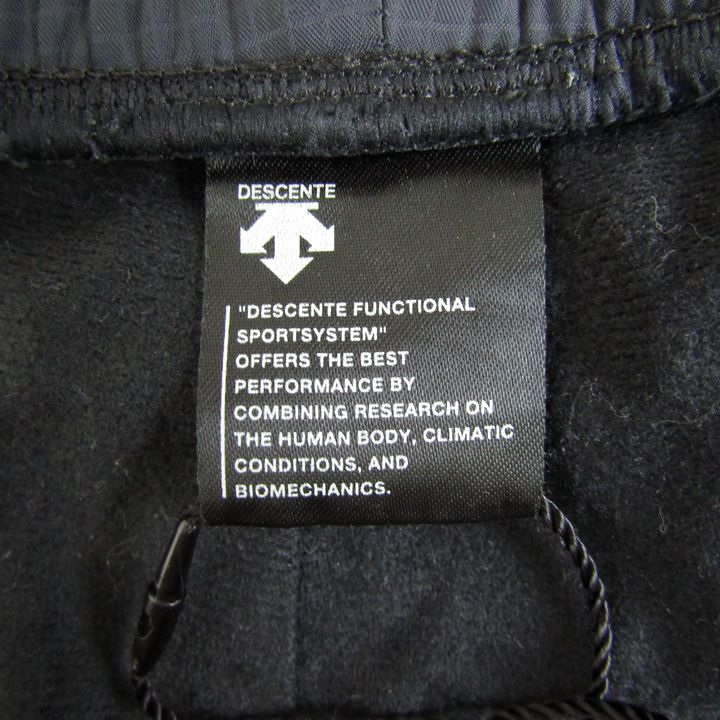 DESCENTE
"DESCENTE FUNCTIONAL
SPORTSYSTEM"
OFFERS THE BEST
PERFORMANCE BY
COMBINING RESEARCH ON
THE HUMAN BODY, CLIMATIC
CONDITIONS, AND
BIOMECHANICS.